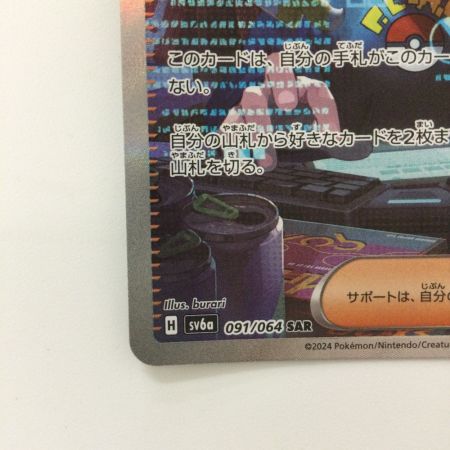 このカードは、自分の手札がこのカー
ない。
自分の山札から好きなカードを2枚ま
山札を切る。
サポートは、自分の
Illus. burari
H sv6a 091/064 SAR
©2024 Pokémon/Nintendo/Creatu